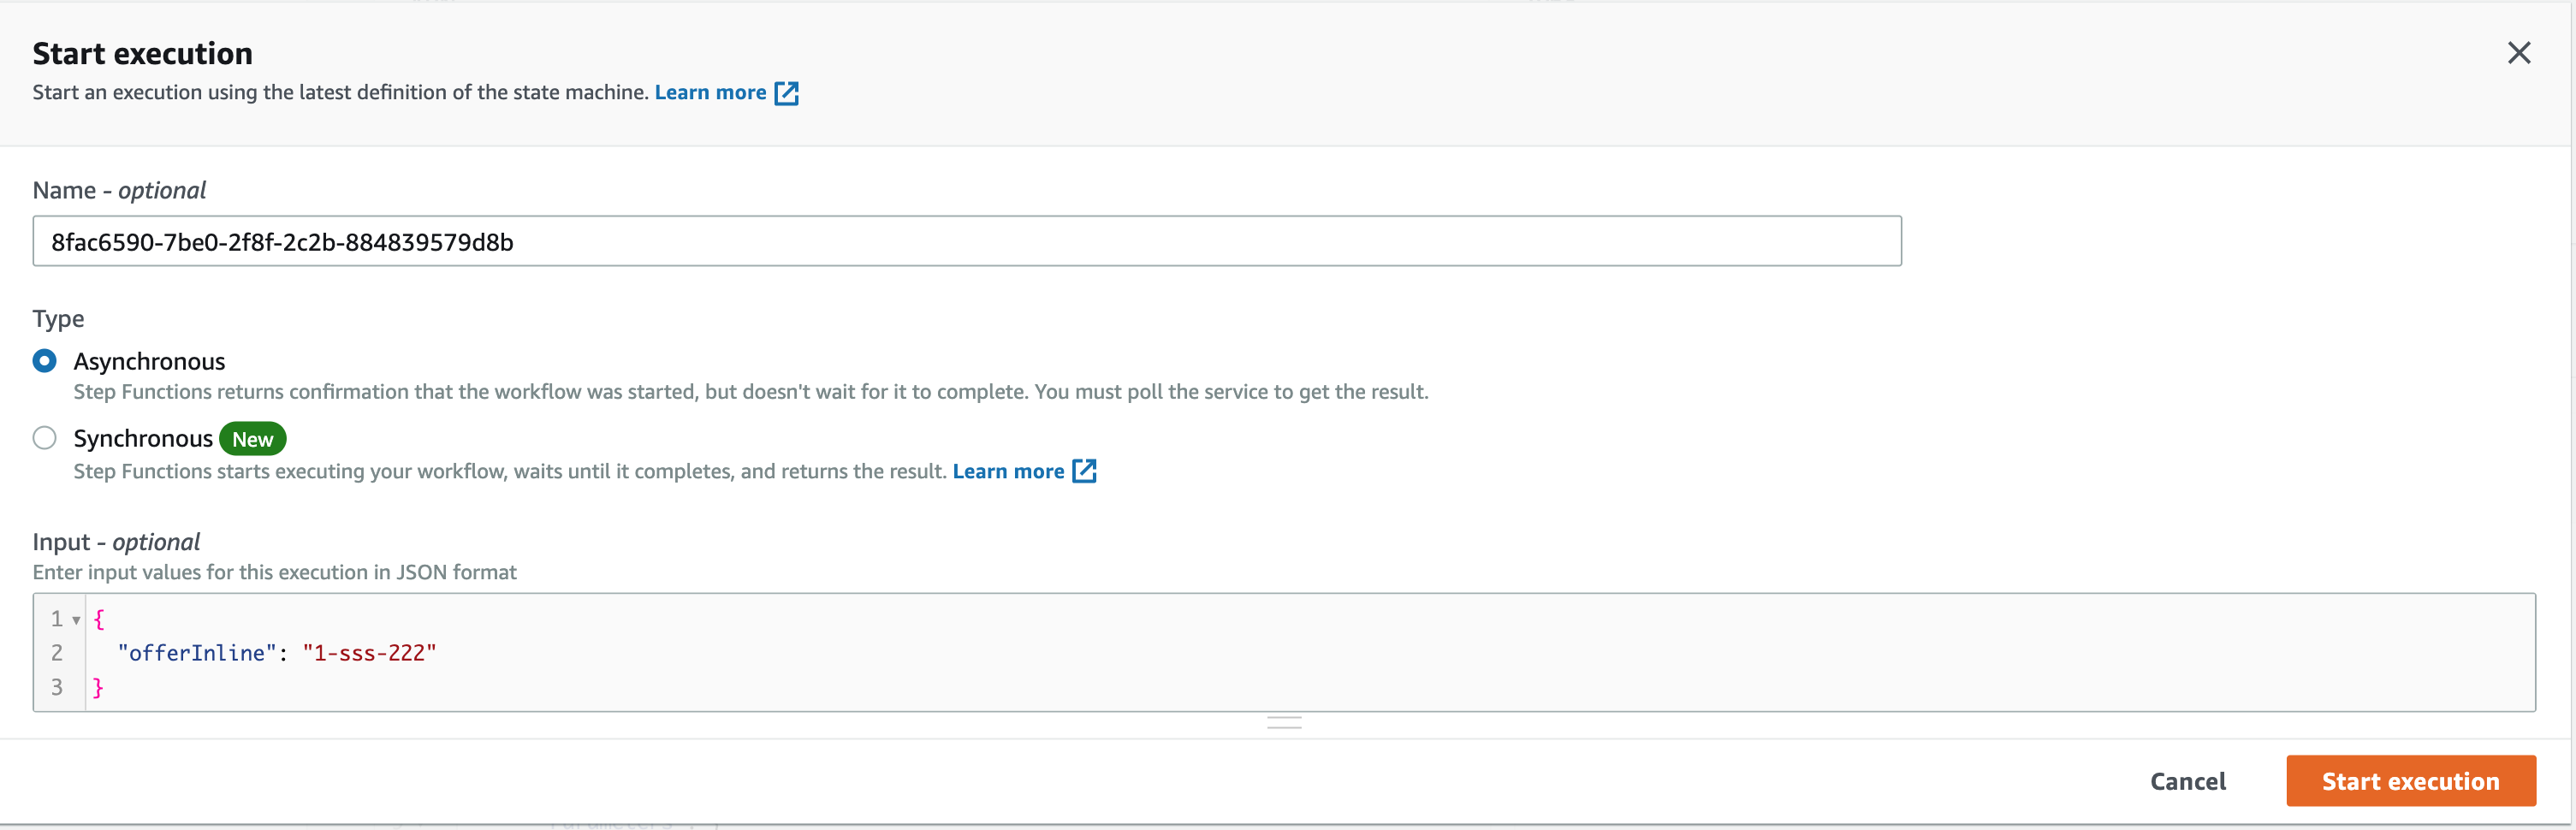 Start execution
Start an execution using the latest definition of the state machine. Learn more
Name - optional
8fac6590-7be0-2f8f-2c2b-884839579d8b
Type
Asynchronous
Step Functions returns confirmation that the workflow was started, but doesn't wait for it to complete. You must poll the service to get the result.
Synchronous New
Step Functions starts executing your workflow, waits until it completes, and returns the result. Learn more
Input - optional
Enter input values for this execution in JSON format
1 {
2 "offerInline": "1-sss-222"
3 }
Cancel Start execution